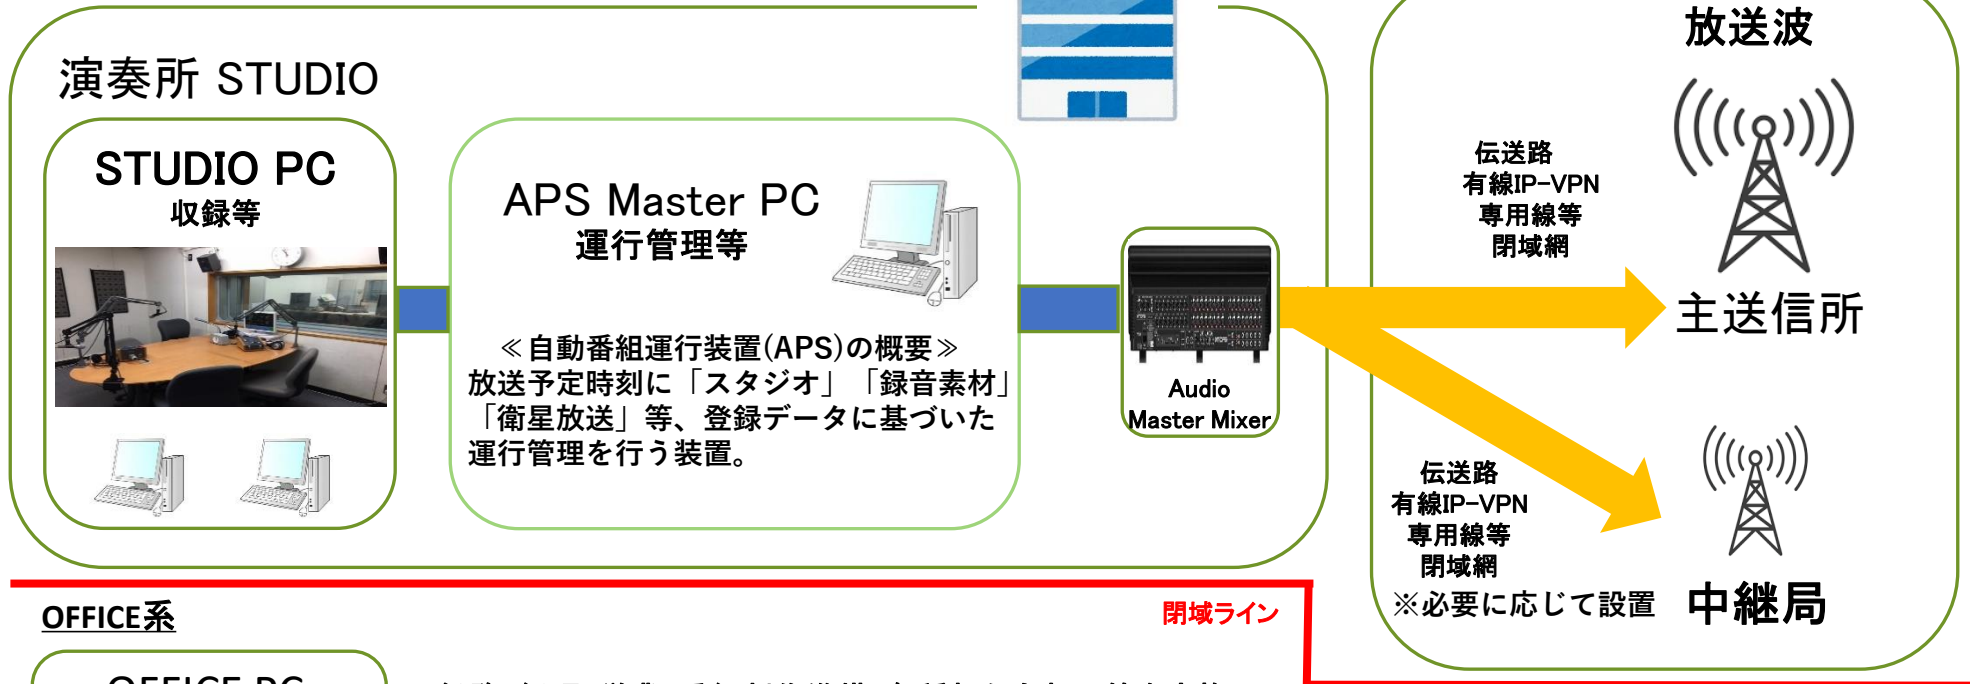 演奏所 STUDIO
STUDIO PC
収録等
APS Master PC
運行管理等
≪自動番組運行装置(APS)の概要≫
放送予定時刻に「スタジオ」「録音素材」
「衛星放送」等、登録データに基づいた
運行管理を行う装置。
Audio
Master Mixer
放送波
伝送路
有線IP-VPN
専用線等
閉域網
主送信所
伝送路
有線IP-VPN
専用線等
閉域網
※必要に応じて設置
中継局
閉域ライン
OFFICE系
OFFICE PC